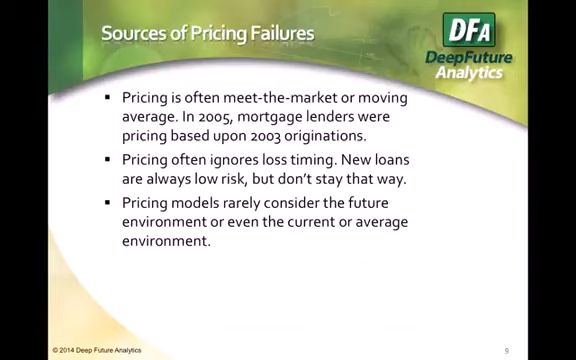 Sources of Pricing Failures
DFA
DeepFuture
Analytics
▪ Pricing is often meet-the-market or moving
average. In 2005, mortgage lenders were
pricing based upon 2003 originations.
▪ Pricing often ignores loss timing. New loans
are always low risk, but don't stay that way.
▪ Pricing models rarely consider the future
environment or even the current or average
environment.
© 2014 Deep Future Analytics
9